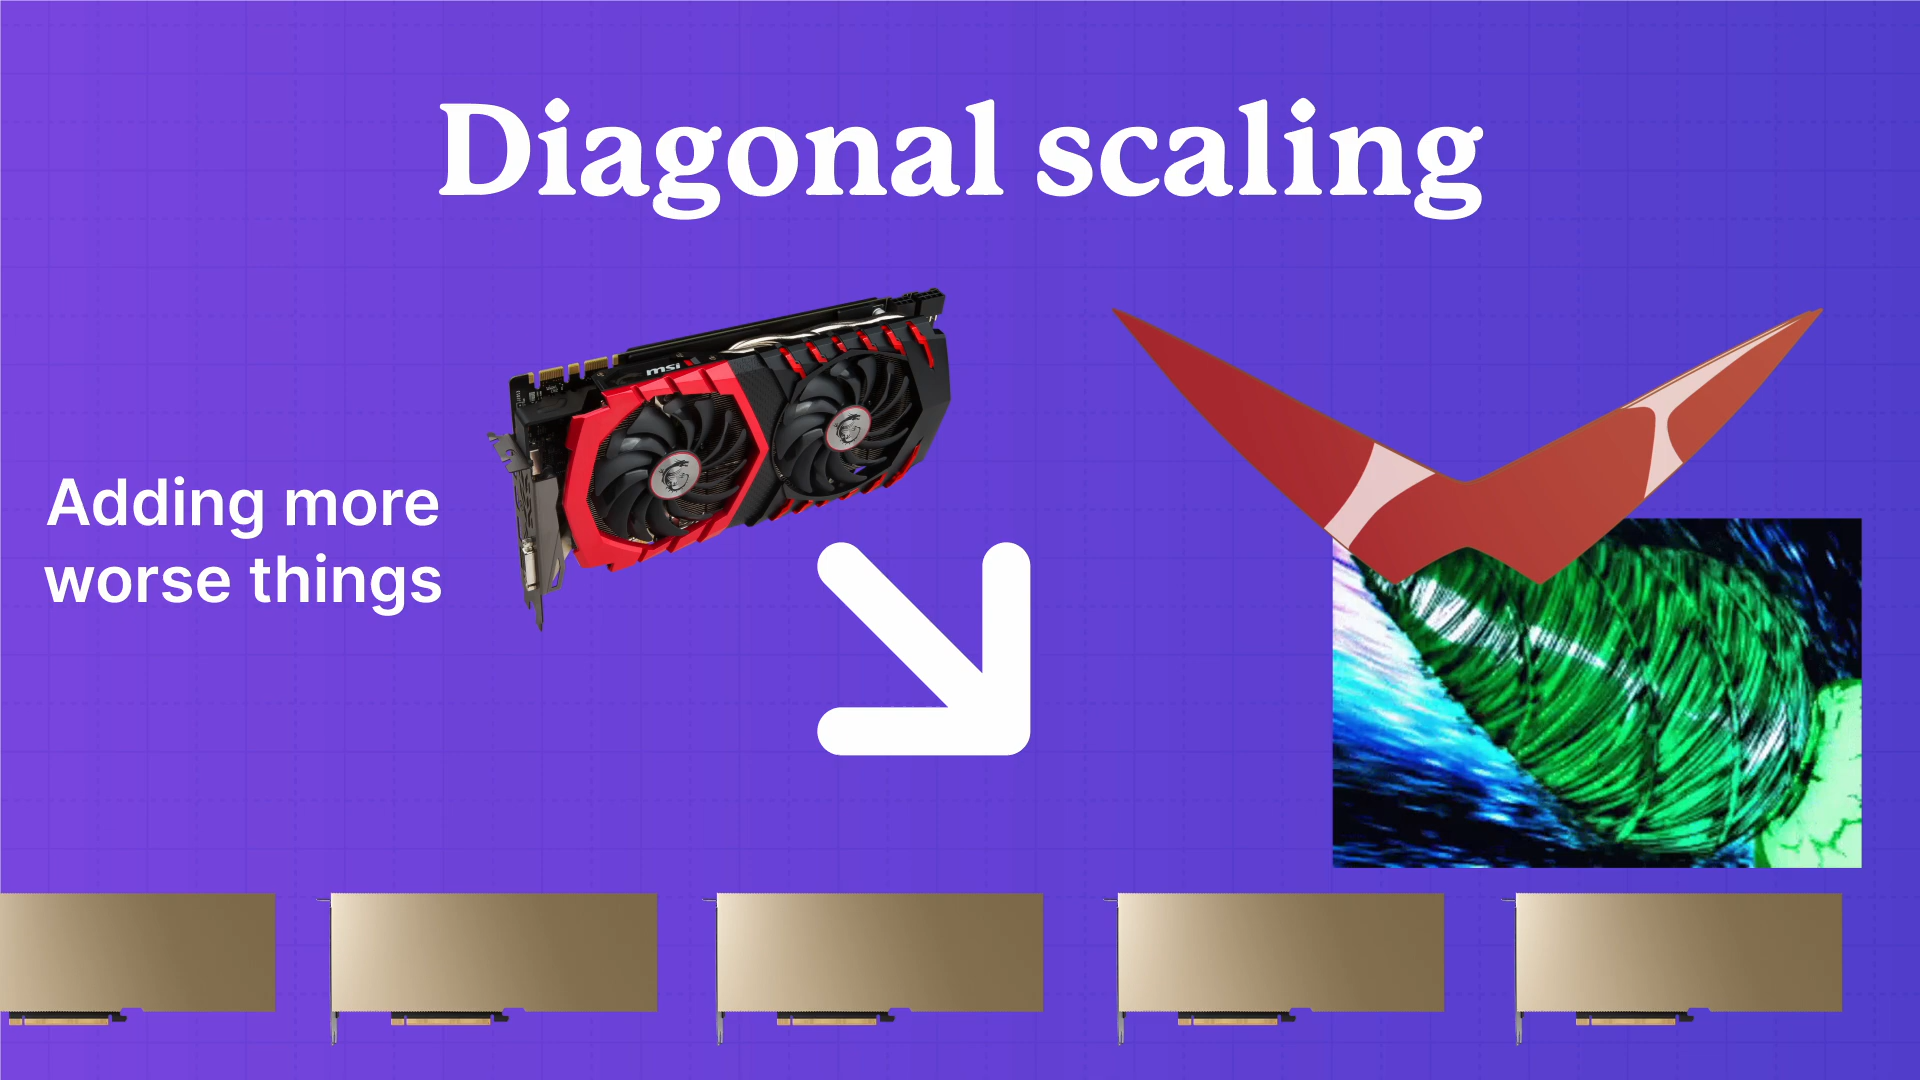 Diagonal scaling
msi
Adding more
worse things